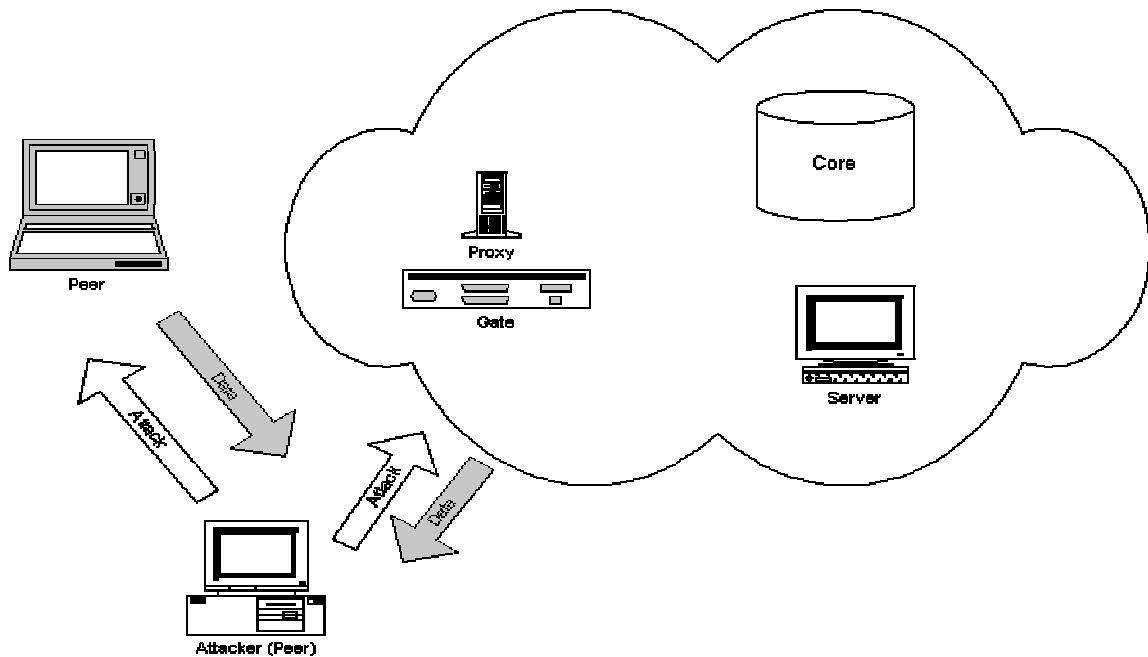 Core
Proxy
Peer
Gate
Server
Data
Attack
Attack
Data
Attacker (Peer)